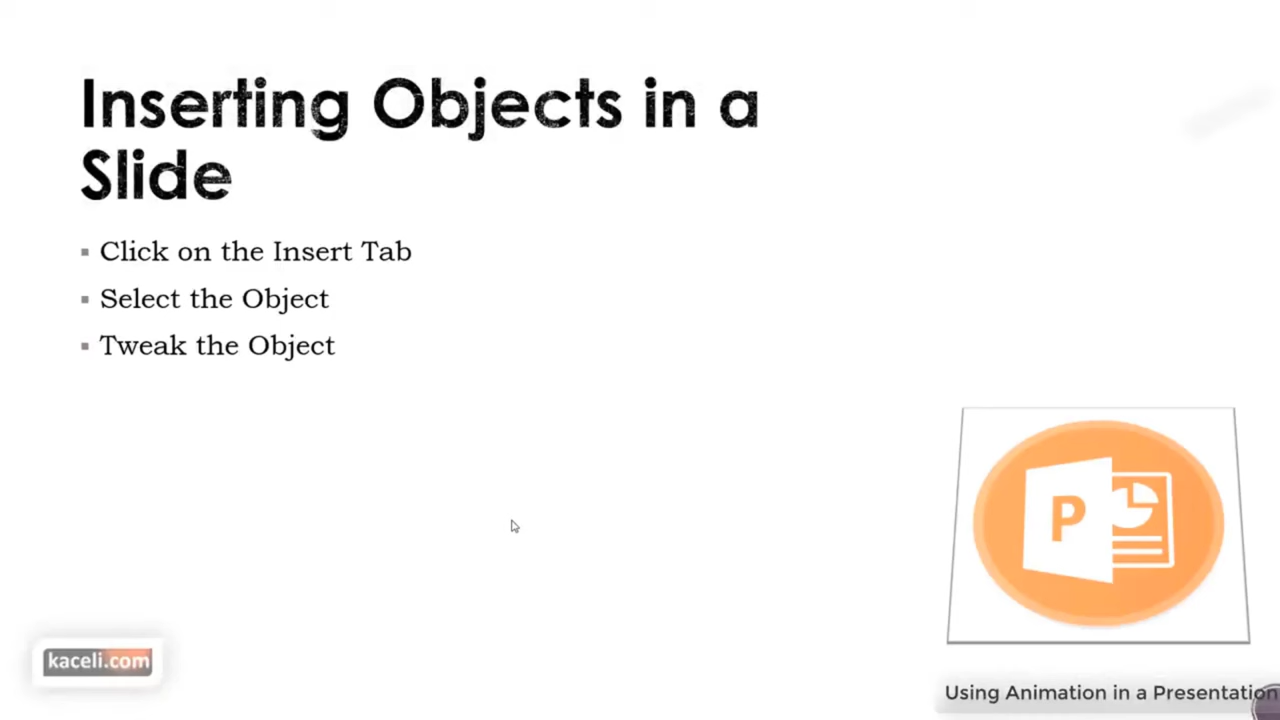 Inserting Objects in a
Slide
Click on the Insert Tab
Select the Object
Tweak the Object
P
kaceli.com
Using Animation in a Presentation